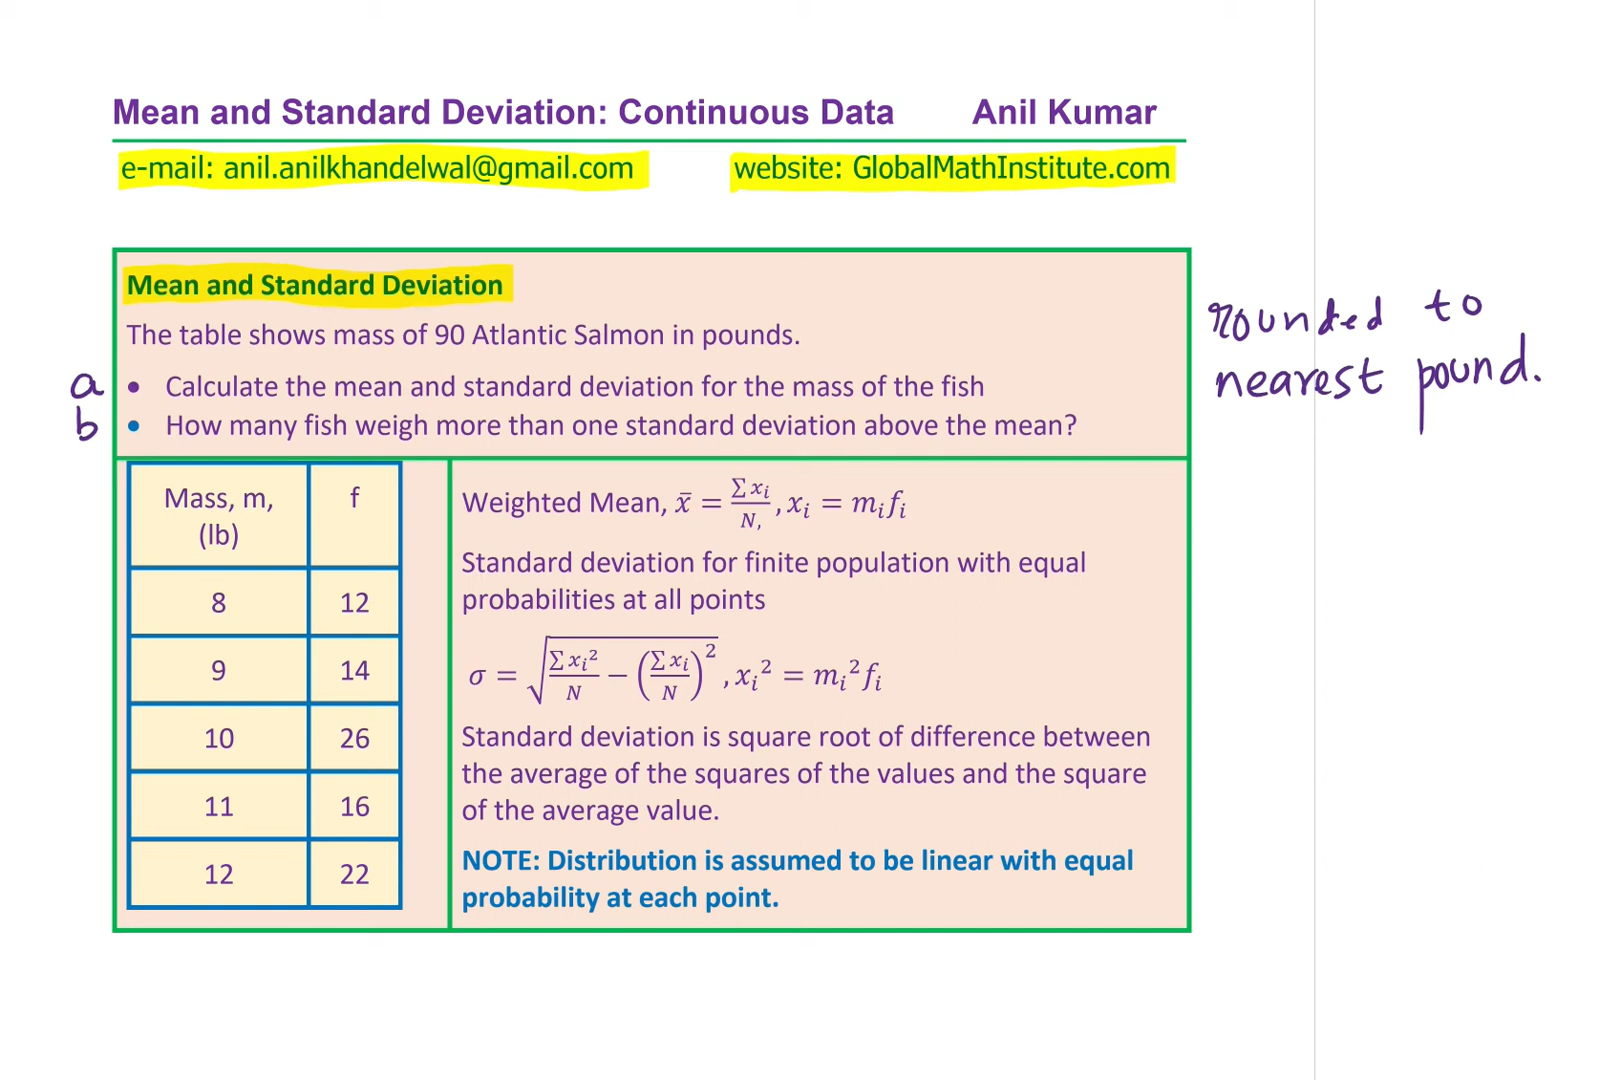 Mean and Standard Deviation: Continuous Data Anil Kumar
e-mail: anil.anilkhandelwal@gmail.com website: GlobalMathInstitute.com
Mean and Standard Deviation
The table shows mass of 90 Atlantic Salmon in pounds.
rounded to
nearest pound.
a • Calculate the mean and standard deviation for the mass of the fish
b • How many fish weigh more than one standard deviation above the mean?
Mass, m, (lb) f
8 12
9 14
10 26
11 16
12 22
Weighted Mean, x̄ = ∑xᵢ/N, , xᵢ = mᵢfᵢ
Standard deviation for finite population with equal
probabilities at all points
σ = √(∑xᵢ²/N − (∑xᵢ/N)²) , xᵢ² = mᵢ²fᵢ
Standard deviation is square root of difference between
the average of the squares of the values and the square
of the average value.
NOTE: Distribution is assumed to be linear with equal
probability at each point.